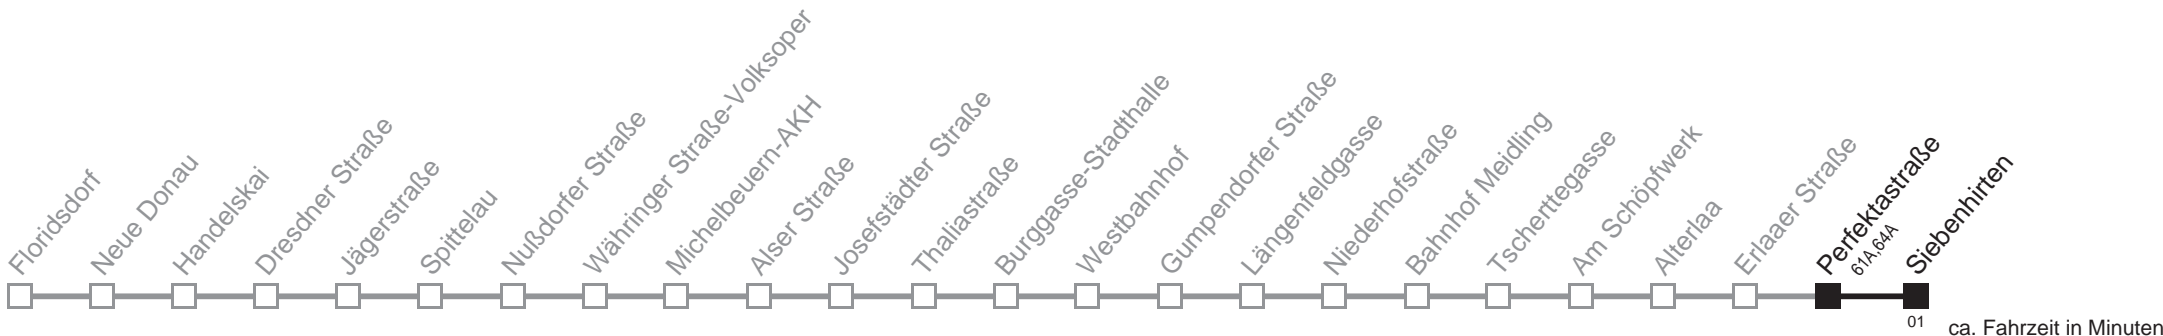 Floridsdorf
Neue Donau
Handelskai
Dresdner Straße
Jägerstraße
Spittelau
Nußdorfer Straße
Währinger Straße-Volksoper
Michelbeuern-AKH
Alser Straße
Josefstädter Straße
Thaliastraße
Burggasse-Stadthalle
Westbahnhof
Gumpendorfer Straße
Längenfeldgasse
Niederhofstraße
Bahnhof Meidling
Tscherttegasse
Am Schöpfwerk
Alterlaa
Erlaaer Straße
Perfektastraße
61A,64A
Siebenhirten
01
ca. Fahrzeit in Minuten